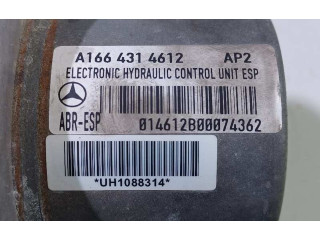 A166 431 4612 AP2
ELECTRONIC HYDRAULIC CONTROL UNIT ESP
ABR-ESP 014612B00074362
*UH1088314*